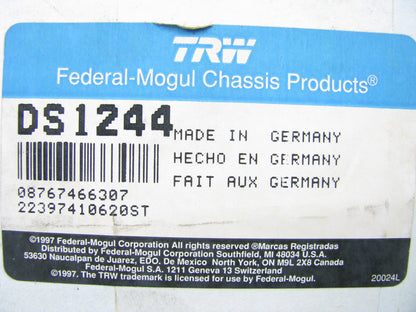 TRW
Federal-Mogul Chassis Products®
DS1244
MADE IN GERMANY
HECHO EN GERMANY
FAIT AUX GERMANY
08767466307
22397410620ST
©1997 Federal-Mogul Corporation All rights reserved ®Marcas Registradas
Distributed by Federal-Mogul Corporation Southfield, MI 48034 U.S.A.
53630 Naucalpan de Juarez, EDO. De Mexico North York, ON M9L 2X8 Canada
Federal-Mogul S.A. 1211 Geneva 13 Switzerland
©1997. The TRW trademark is licensed for use by Federal-Mogul.
20024L